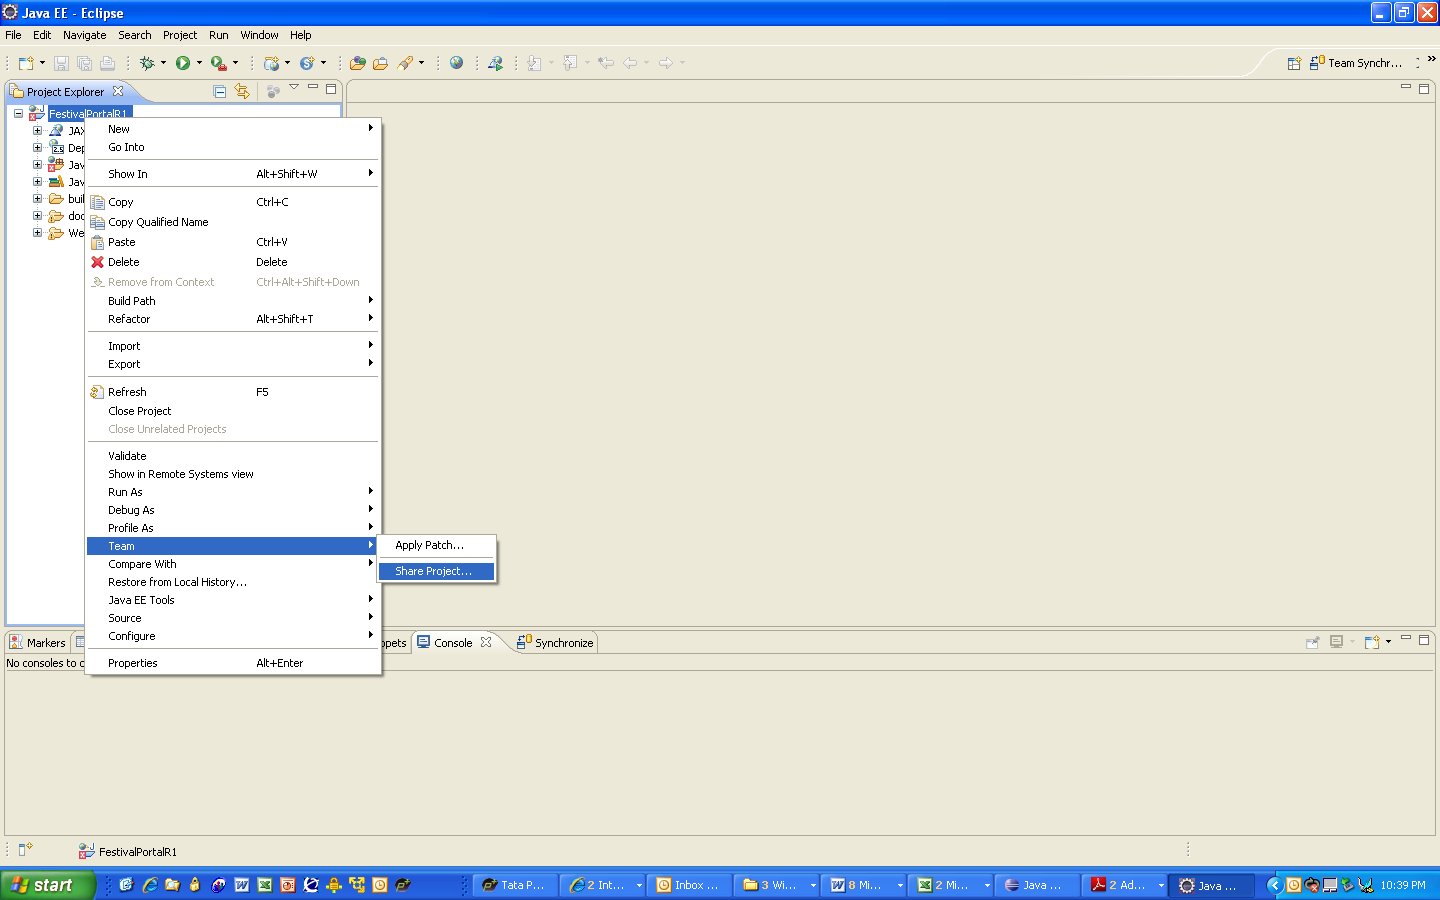 Java EE - Eclipse
File Edit Navigate Search Project Run Window Help
Team Synchr...
Project Explorer
FestivalPortalR1
New
Go Into
Show In Alt+Shift+W
Copy Ctrl+C
Copy Qualified Name
Paste Ctrl+V
Delete Delete
Remove from Context Ctrl+Alt+Shift+Down
Build Path
Refactor Alt+Shift+T
Import
Export
Refresh F5
Close Project
Close Unrelated Projects
Validate
Show in Remote Systems view
Run As
Debug As
Profile As
Team
Compare With
Restore from Local History...
Java EE Tools
Source
Configure
Properties Alt+Enter
Apply Patch...
Share Project...
Markers
Console
Synchronize
No consoles to
FestivalPortalR1
start
Tata P...
2 Int...
Inbox ...
3 Wi...
8 Mi...
2 Mi...
Java ...
2 Ad...
Java ...
10:39 PM